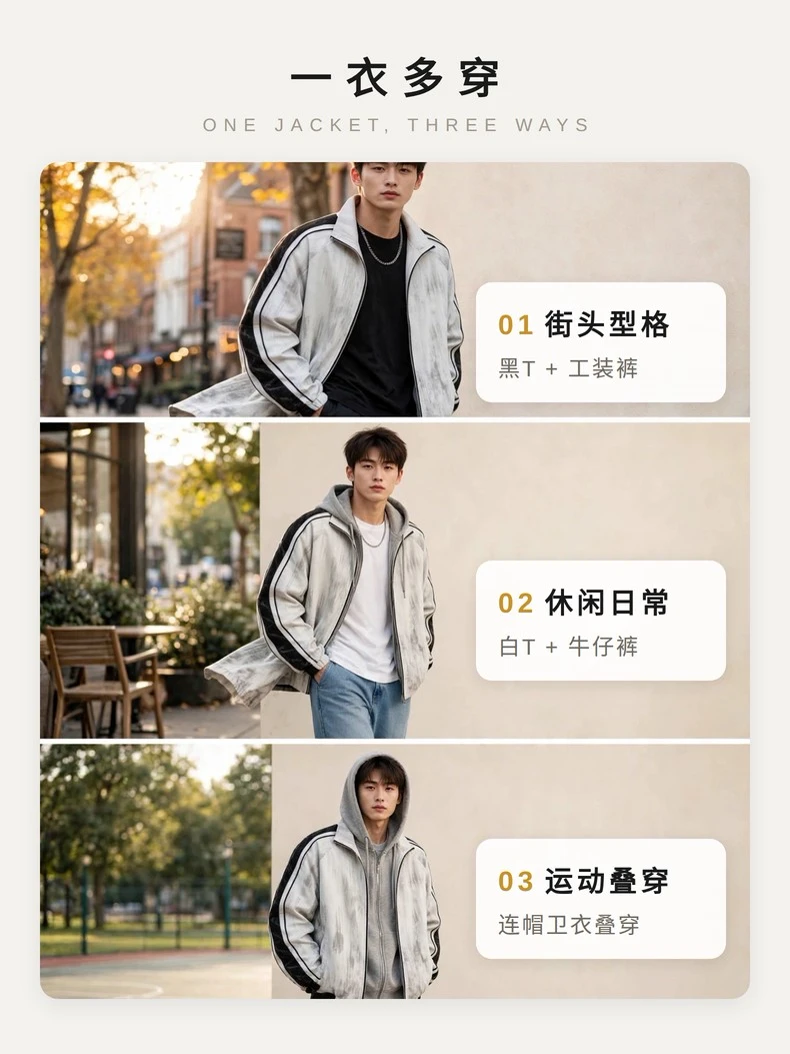 一衣多穿
ONE JACKET, THREE WAYS
01 街头型格
黑T + 工装裤
02 休闲日常
白T + 牛仔裤
03 运动叠穿
连帽卫衣叠穿